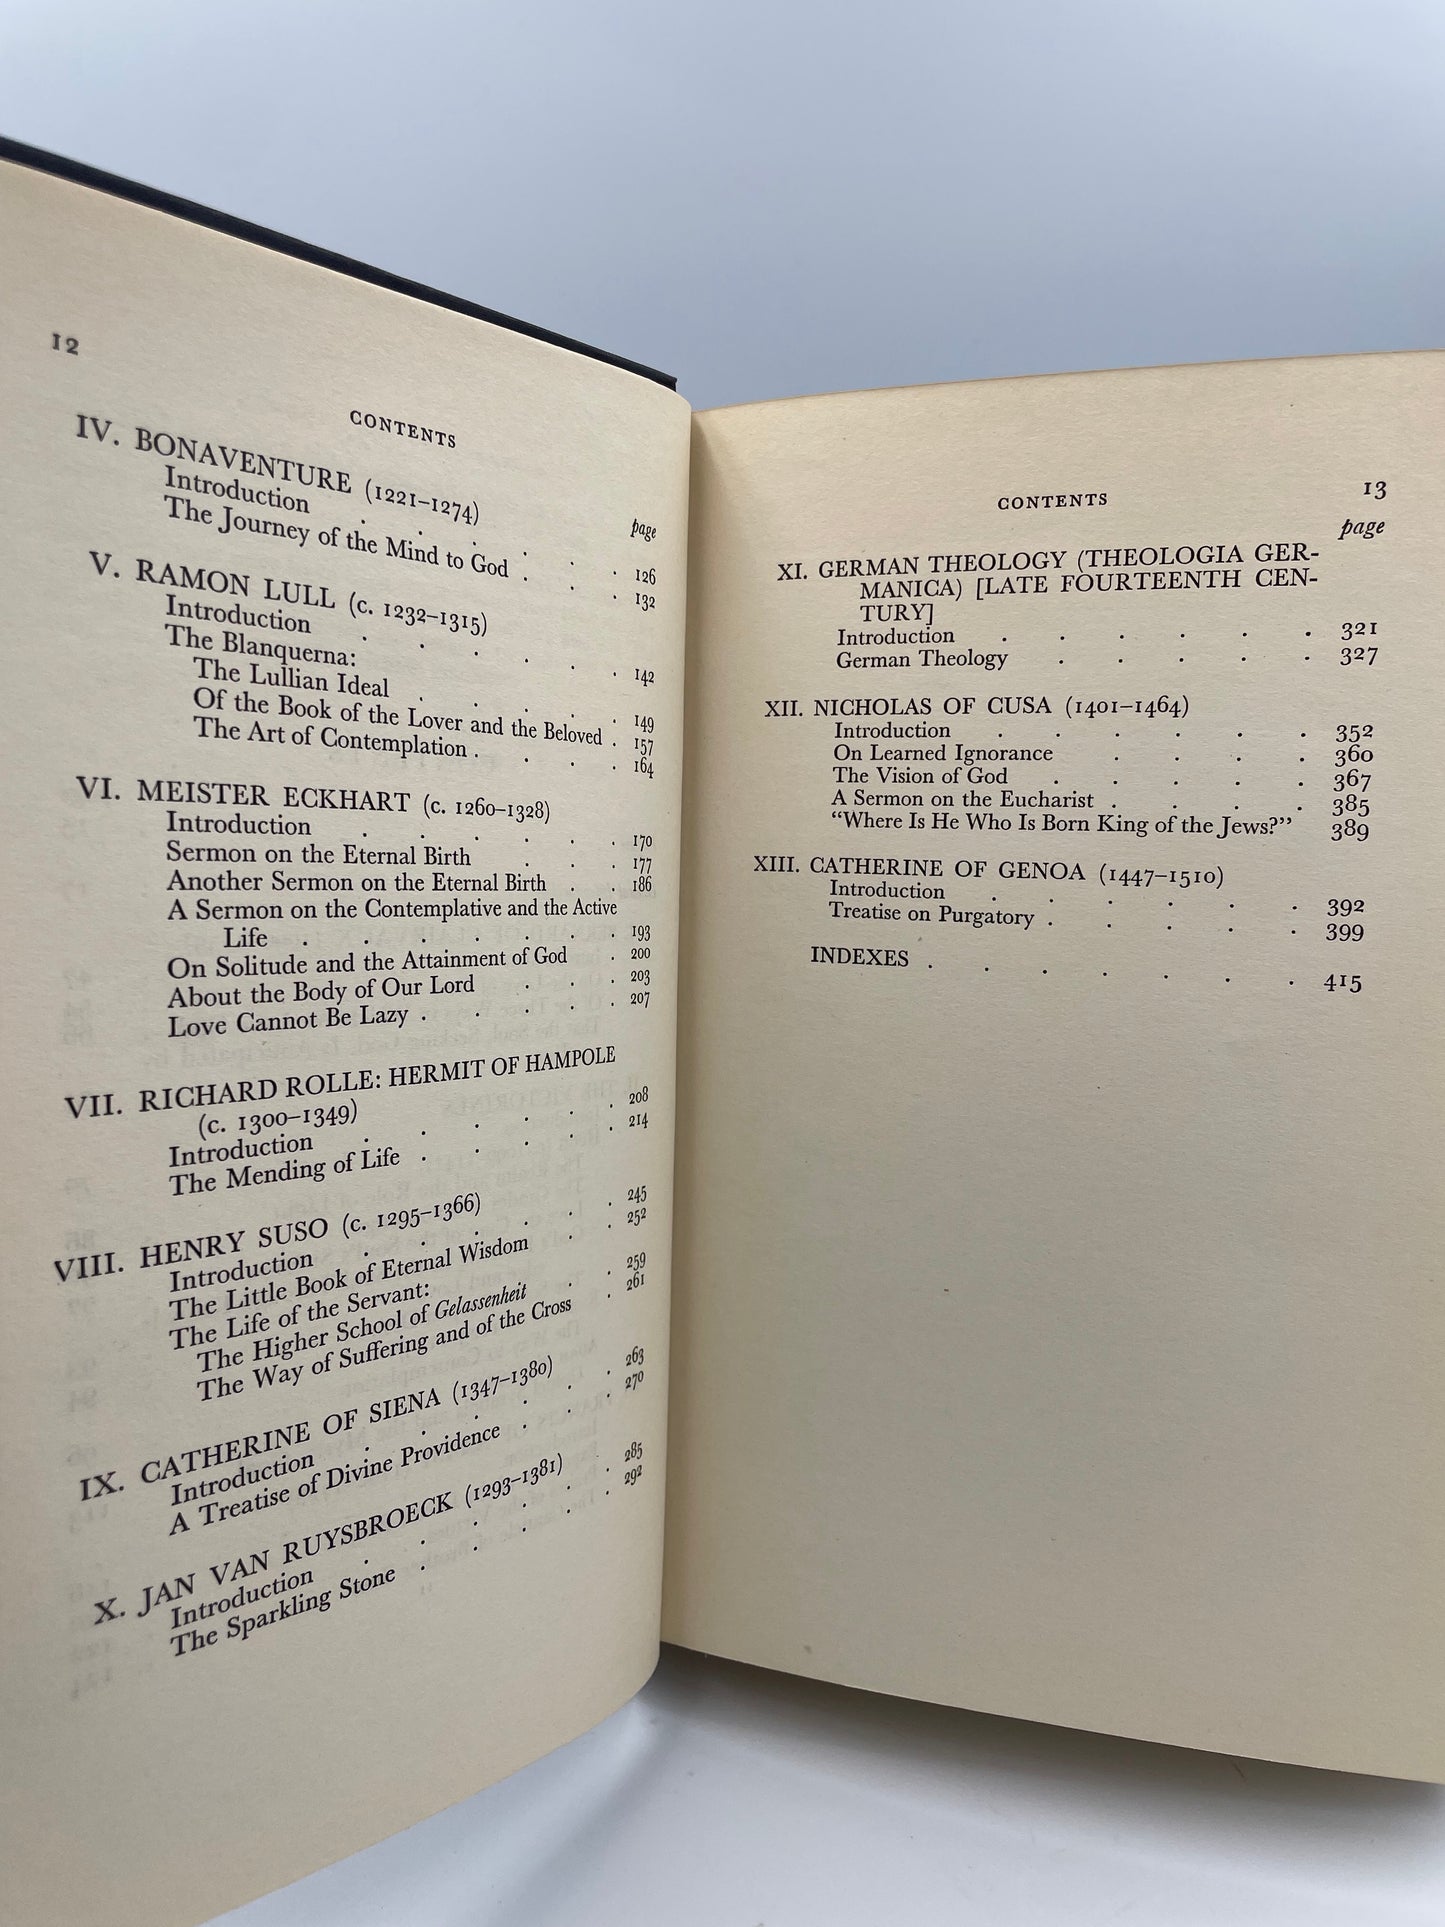 12
CONTENTS
page
IV. BONAVENTURE (1221–1274)
Introduction . . . . . . 126
The Journey of the Mind to God . . . 132
V. RAMON LULL (c. 1232–1315)
Introduction . . . . . . 142
The Blanquerna:
The Lullian Ideal . . . . . 149
Of the Book of the Lover and the Beloved . 157
The Art of Contemplation . . . . 164
VI. MEISTER ECKHART (c. 1260–1328)
Introduction . . . . . . 170
Sermon on the Eternal Birth . . . 177
Another Sermon on the Eternal Birth . . 186
A Sermon on the Contemplative and the Active
Life . . . . . . . 193
On Solitude and the Attainment of God . 200
About the Body of Our Lord . . . 203
Love Cannot Be Lazy . . . . . 207
VII. RICHARD ROLLE: HERMIT OF HAMPOLE
(c. 1300–1349)
Introduction . . . . . . 208
The Mending of Life . . . . . 214
VIII. HENRY SUSO (c. 1295–1366)
Introduction . . . . . . 245
The Little Book of Eternal Wisdom . . 252
The Life of the Servant:
The Higher School of Gelassenheit . . 259
The Way of Suffering and of the Cross . 261
IX. CATHERINE OF SIENA (1347–1380)
Introduction . . . . . . 263
A Treatise of Divine Providence . . . 270
X. JAN VAN RUYSBROECK (1293–1381)
Introduction . . . . . . 285
The Sparkling Stone . . . . . 292
CONTENTS 13
page
XI. GERMAN THEOLOGY (THEOLOGIA GER-
MANICA) [LATE FOURTEENTH CEN-
TURY]
Introduction . . . . . . 321
German Theology . . . . . 327
XII. NICHOLAS OF CUSA (1401–1464)
Introduction . . . . . . 352
On Learned Ignorance . . . . 360
The Vision of God . . . . . 367
A Sermon on the Eucharist . . . . 385
“Where Is He Who Is Born King of the Jews?” 389
XIII. CATHERINE OF GENOA (1447–1510)
Introduction . . . . . . 392
Treatise on Purgatory . . . . . 399
INDEXES . . . . . . . 415